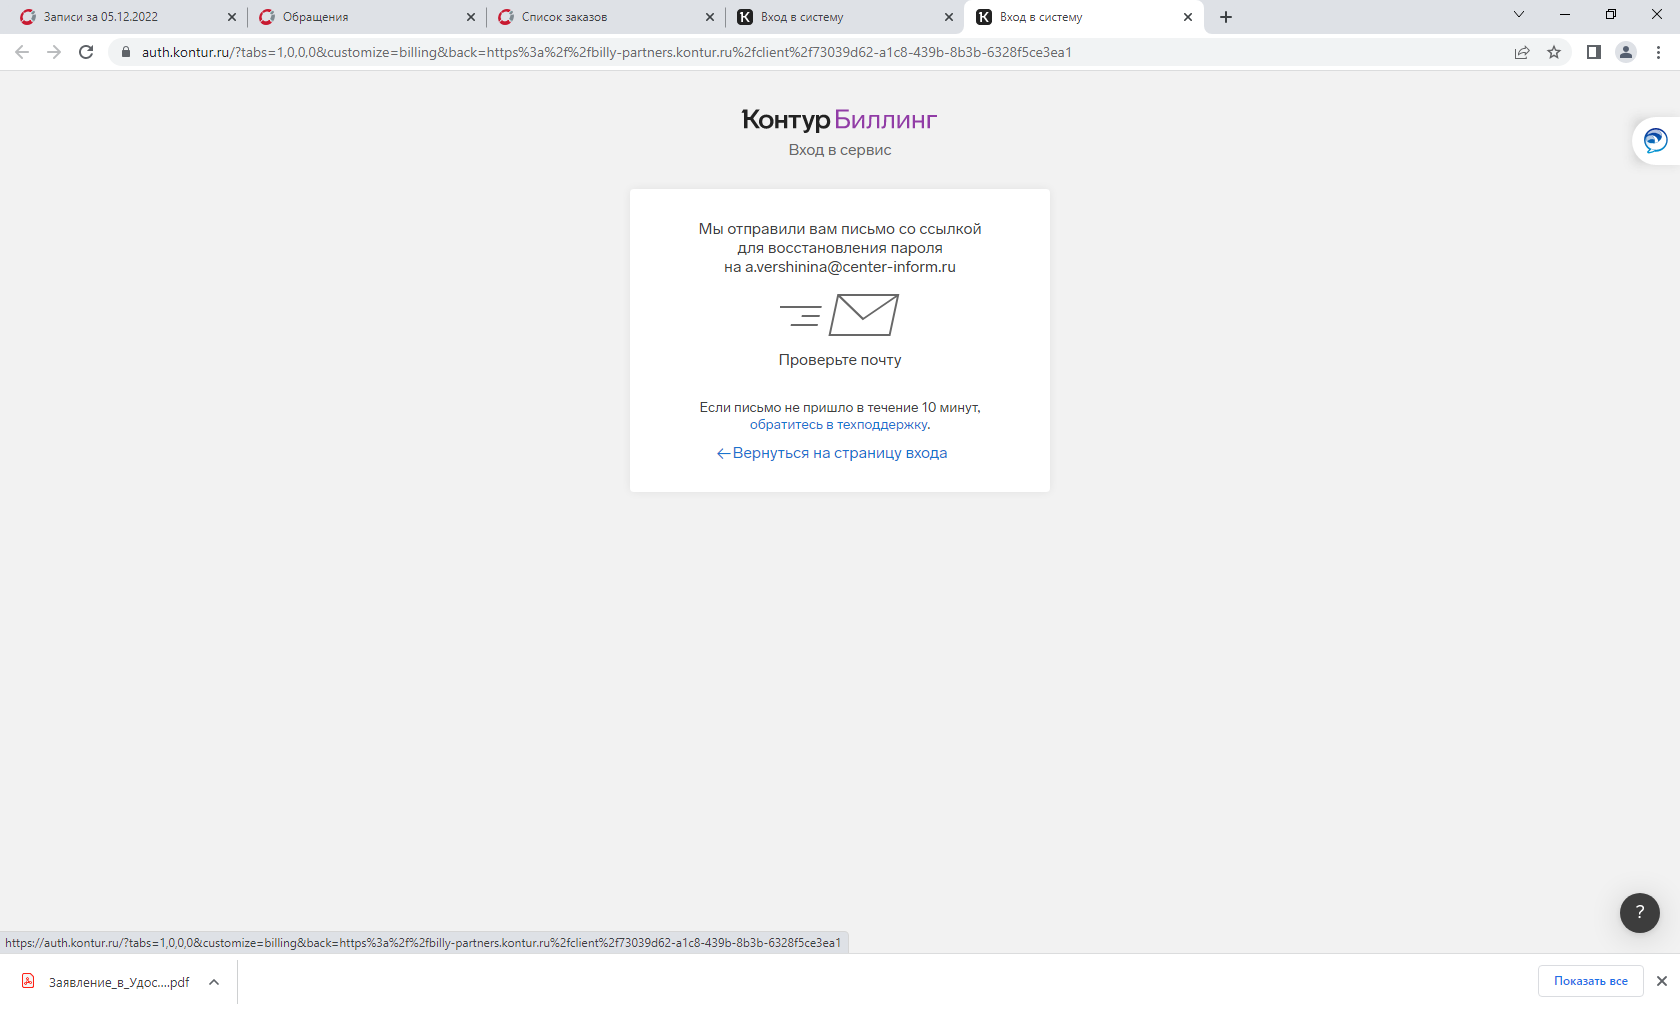 Записи за 05.12.2022
Обращения
Список заказов
Вход в систему
Вход в систему
auth.kontur.ru/?tabs=1,0,0,0&customize=billing&back=https%3a%2f%2fbilly-partners.kontur.ru%2fclient%2f73039d62-a1c8-439b-8b3b-6328f5ce3ea1
Контур Биллинг
Вход в сервис
Мы отправили вам письмо со ссылкой
для восстановления пароля
на a.vershinina@center-inform.ru
Проверьте почту
Если письмо не пришло в течение 10 минут,
обратитесь в техподдержку.
Вернуться на страницу входа
?
https://auth.kontur.ru/?tabs=1,0,0,0&customize=billing&back=https%3a%2f%2fbilly-partners.kontur.ru%2fclient%2f73039d62-a1c8-439b-8b3b-6328f5ce3ea1
Заявление_в_Удос....pdf
Показать все